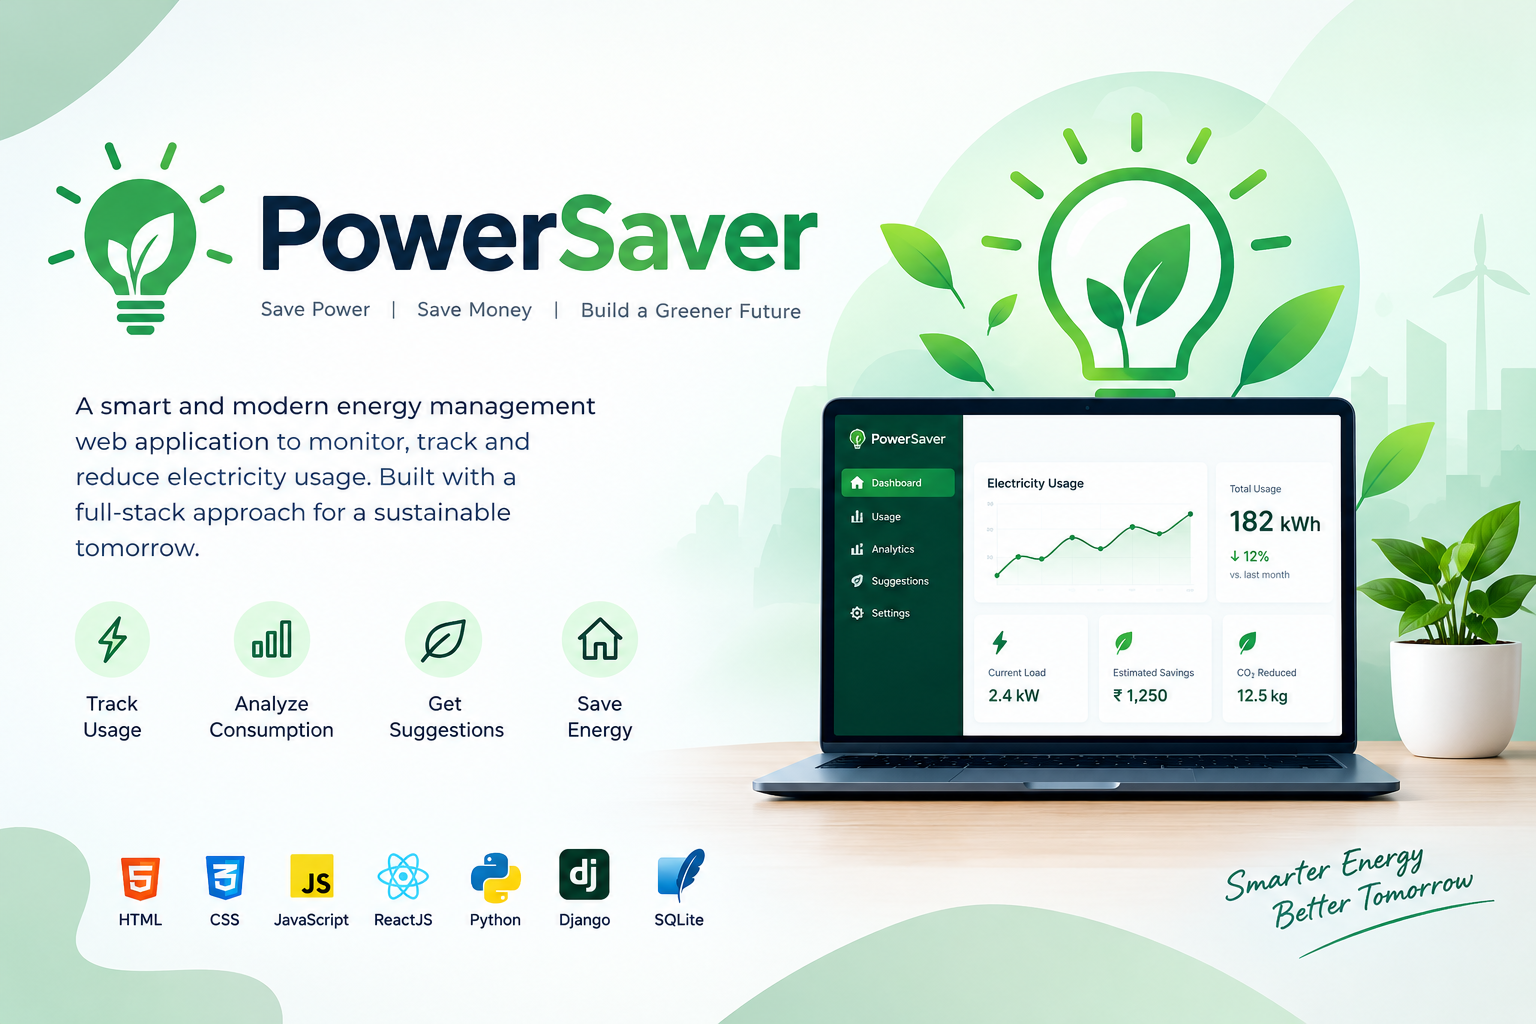 PowerSaver
Save Power | Save Money | Build a Greener Future
A smart and modern energy management
web application to monitor, track and
reduce electricity usage. Built with a
full-stack approach for a sustainable
tomorrow.
Track
Usage
Analyze
Consumption
Get
Suggestions
Save
Energy
5
HTML
3
CSS
JS
JavaScript
ReactJS
Python
dj
Django
SQLite
PowerSaver
Dashboard
Usage
Analytics
Suggestions
Settings
Electricity Usage
Total Usage
182 kWh
↓ 12%
vs. last month
Current Load
2.4 kW
Estimated Savings
₹ 1,250
CO₂ Reduced
12.5 kg
Smarter Energy
Better Tomorrow